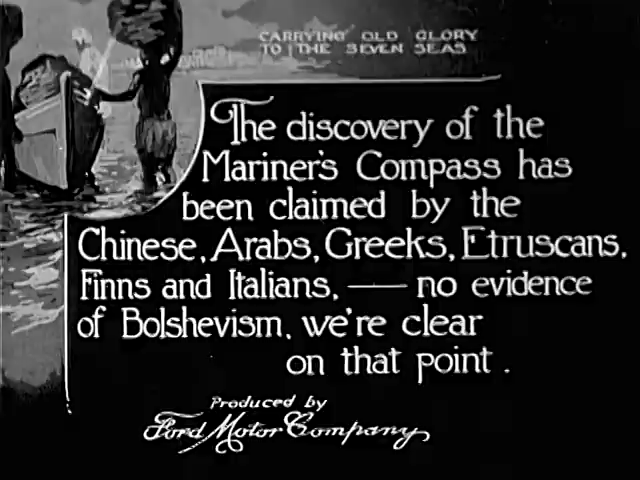 CARRYING OLD GLORY
TO THE SEVEN SEAS
The discovery of the
Mariner's Compass has
been claimed by the
Chinese, Arabs, Greeks, Etruscans,
Finns and Italians, — no evidence
of Bolshevism, we're clear
on that point.
Produced by
Ford Motor Company